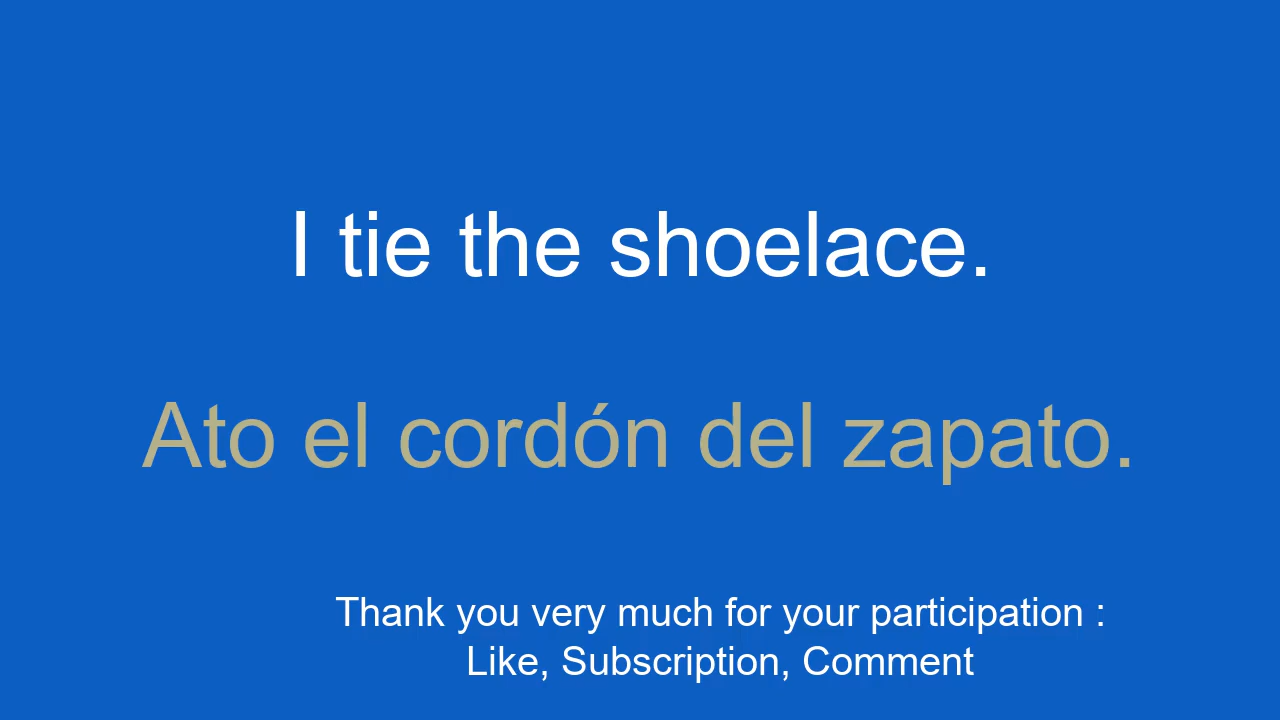 I tie the shoelace.
Ato el cordón del zapato.
Thank you very much for your participation :
Like, Subscription, Comment